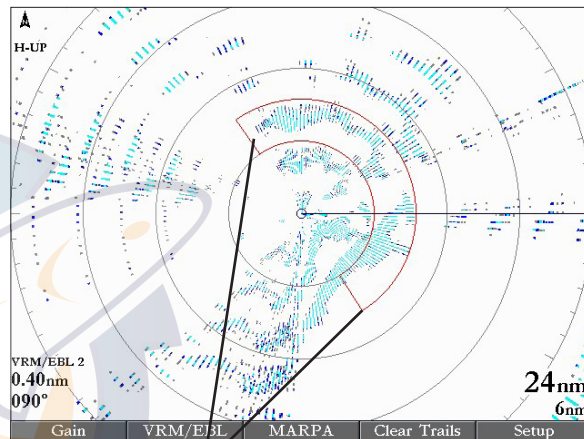 H-UP
VRM/EBL 2
0.40nm
090°
24nm
6nm
Gain
VRM/EBL
MARPA
Clear Trails
Setup